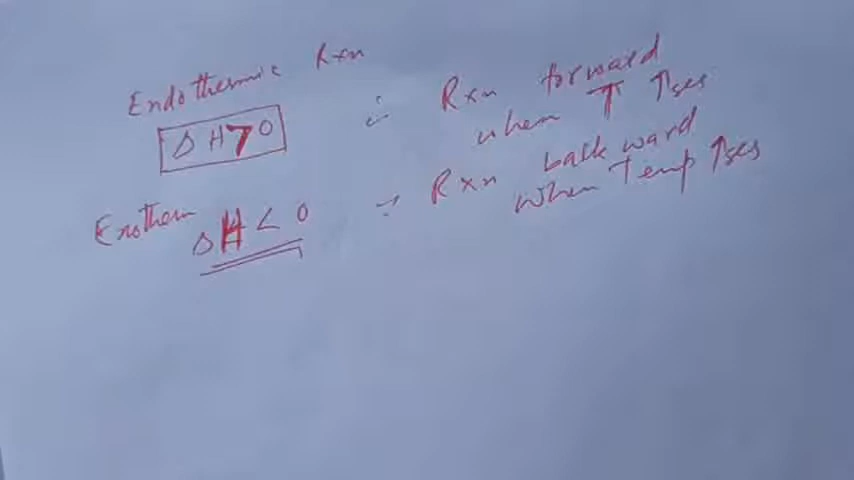 Endothermic Rxn : Rxn forward
ΔH>0 when T ↑ses
Exotherm : Rxn backward
ΔH<0 when Temp ↑ses